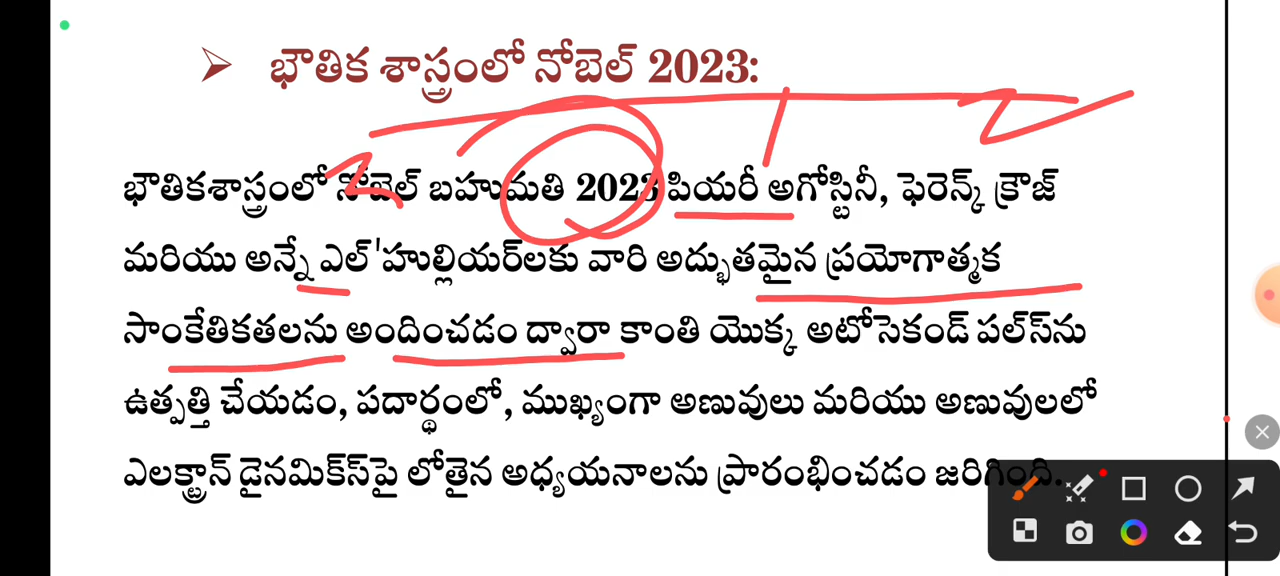 భౌతిక శాస్త్రంలో నోబెల్ 2023:
భౌతికశాస్త్రంలో నోబెల్ బహుమతి 2023 పియరీ అగోస్టినీ, ఫెరెన్క్ క్రౌజ్
మరియు అన్నే ఎల్'హుల్లియర్‌లకు వారి అద్భుతమైన ప్రయోగాత్మక
సాంకేతికతలను అందించడం ద్వారా కాంతి యొక్క అటోసెకండ్ పల్స్‌ను
ఉత్పత్తి చేయడం, పదార్థంలో, ముఖ్యంగా అణువులు మరియు అణువులలో
ఎలక్ట్రాన్ డైనమిక్స్‌పై లోతైన అధ్యయనాలను ప్రారంభించడం జరిగింది.